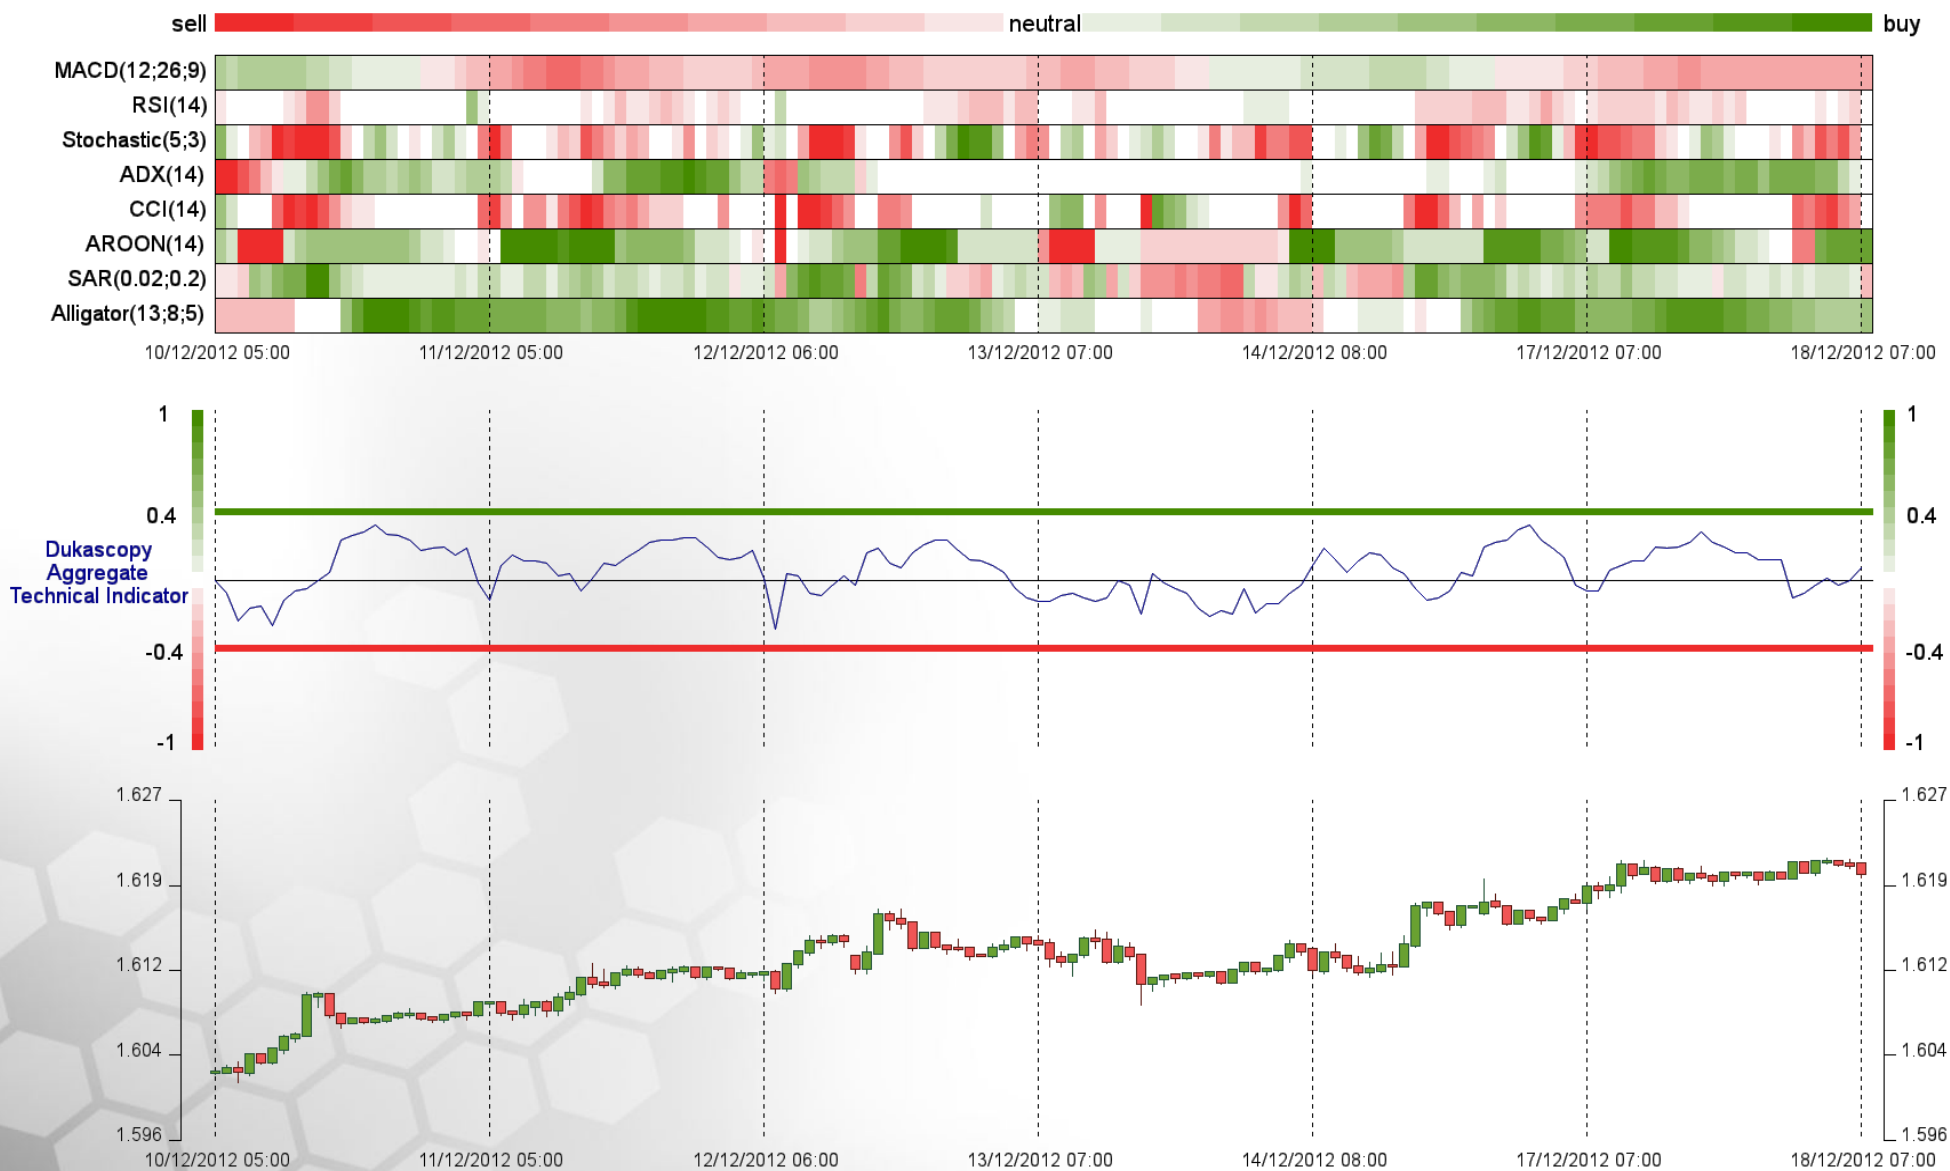 sell neutral buy
MACD(12;26;9)
RSI(14)
Stochastic(5;3)
ADX(14)
CCI(14)
AROON(14)
SAR(0.02;0.2)
Alligator(13;8;5)
10/12/2012 05:00 11/12/2012 05:00 12/12/2012 06:00 13/12/2012 07:00 14/12/2012 08:00 17/12/2012 07:00 18/12/2012 07:00
1 1
0.4 0.4
Dukascopy
Aggregate
Technical Indicator
-0.4 -0.4
-1 -1
1.627 1.627
1.619 1.619
1.612 1.612
1.604 1.604
1.596 1.596
10/12/2012 05:00 11/12/2012 05:00 12/12/2012 06:00 13/12/2012 07:00 14/12/2012 08:00 17/12/2012 07:00 18/12/2012 07:00